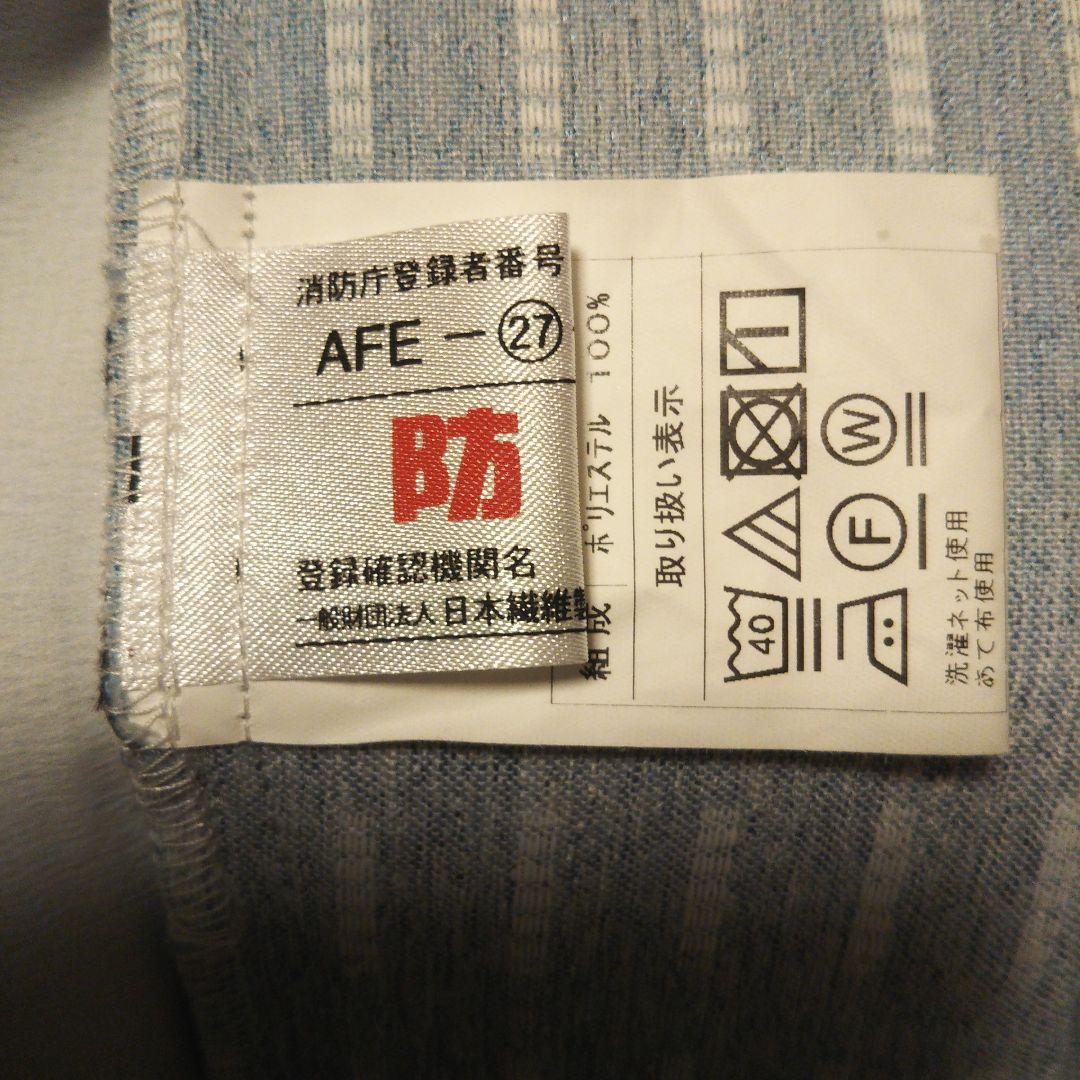 消防庁登録者番号
AFE-㉗
防
登録確認機関名
一般財団法人 日本繊維
組成 ポリエステル 100%
取り扱い表示
40
F
W
洗濯ネット使用
あて布使用